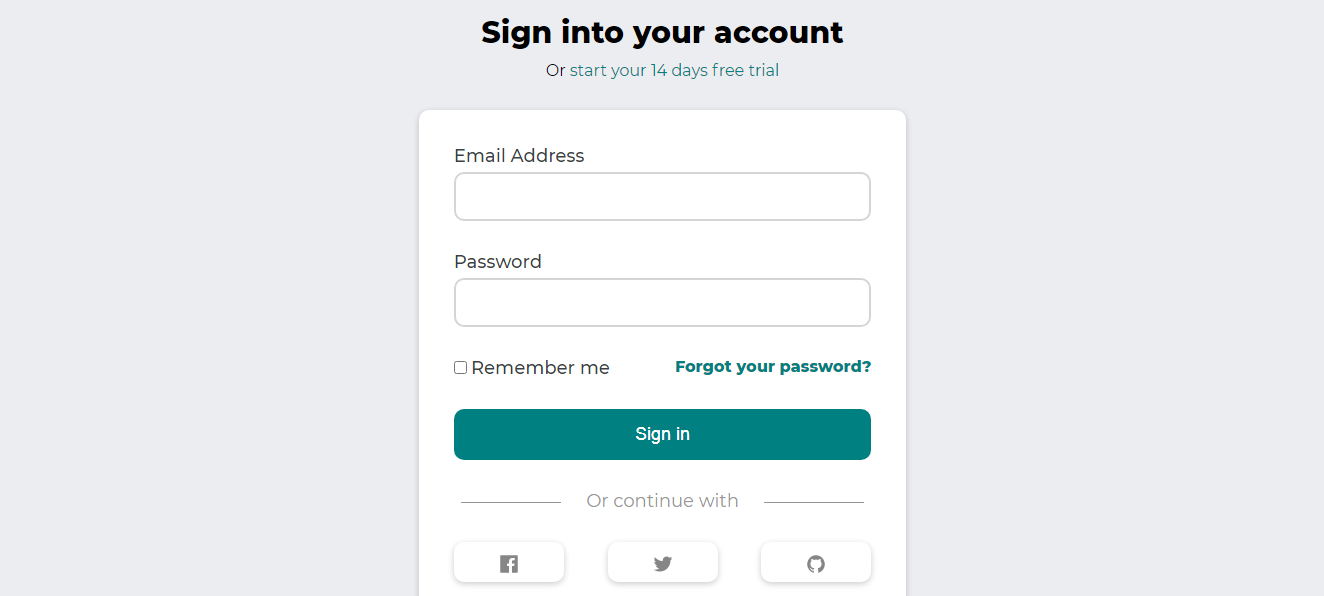 Sign into your account
Or start your 14 days free trial
Email Address
Password
Remember me
Forgot your password?
Sign in
Or continue with